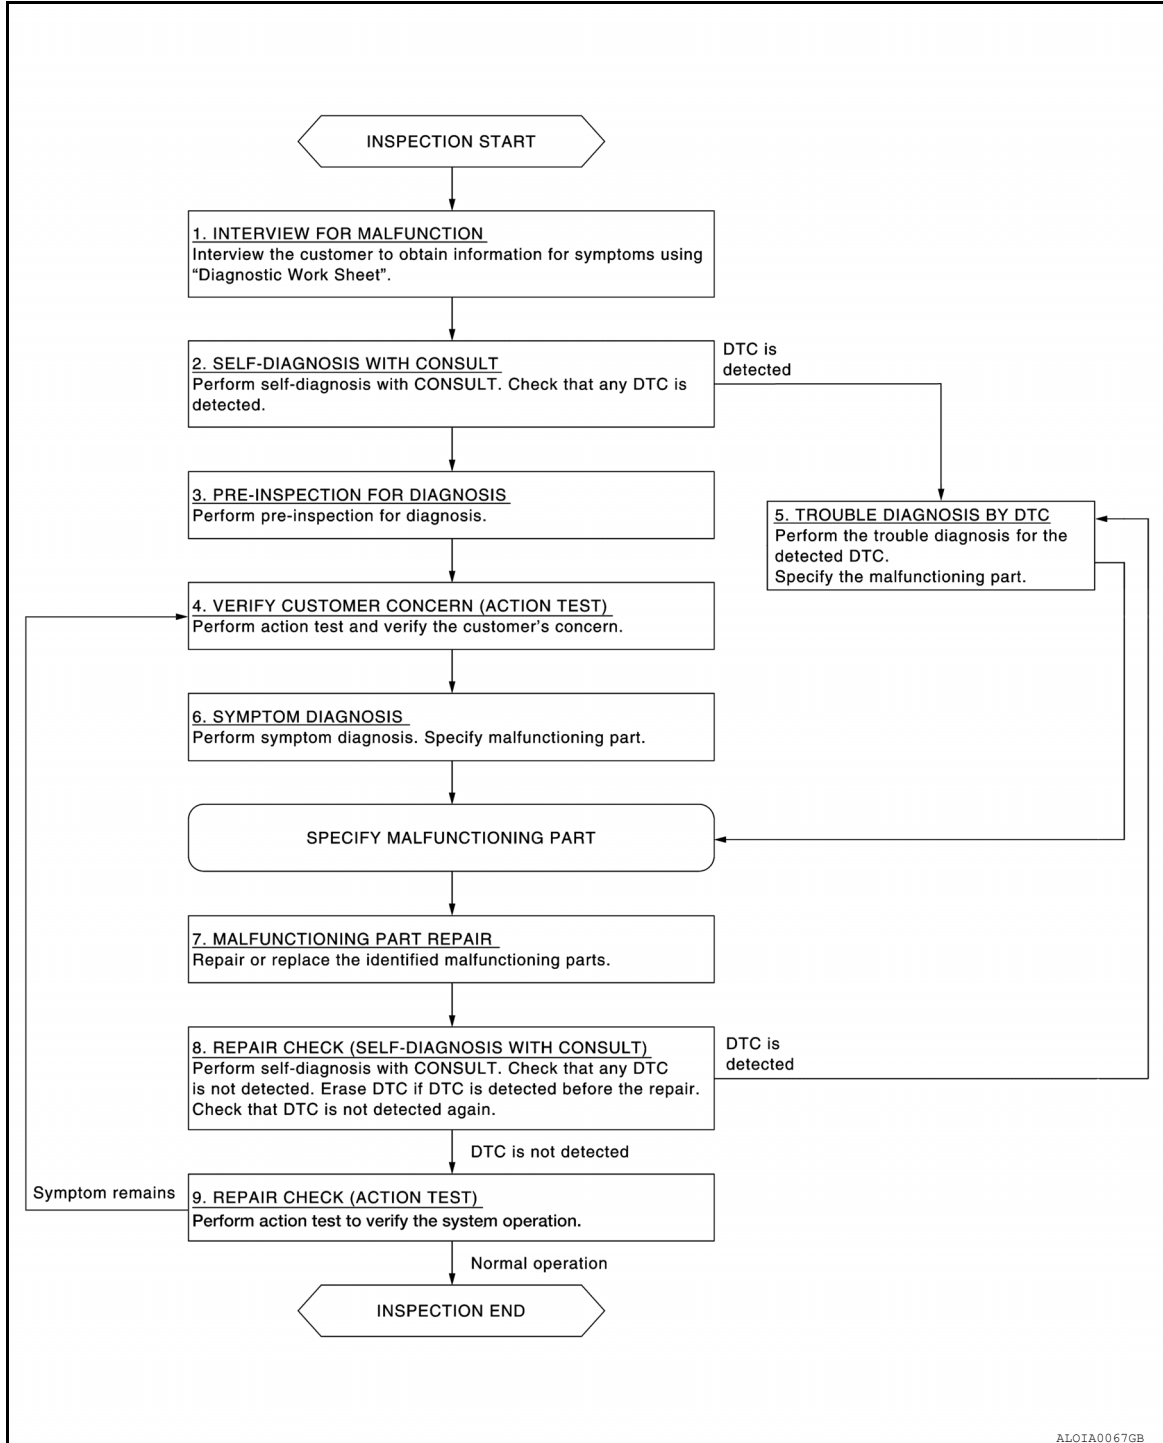 INSPECTION START
1. INTERVIEW FOR MALFUNCTION
Interview the customer to obtain information for symptoms using
“Diagnostic Work Sheet”.
2. SELF-DIAGNOSIS WITH CONSULT
Perform self-diagnosis with CONSULT. Check that any DTC is
detected.
DTC is
detected
3. PRE-INSPECTION FOR DIAGNOSIS
Perform pre-inspection for diagnosis.
5. TROUBLE DIAGNOSIS BY DTC
Perform the trouble diagnosis for the
detected DTC.
Specify the malfunctioning part.
4. VERIFY CUSTOMER CONCERN (ACTION TEST)
Perform action test and verify the customer’s concern.
6. SYMPTOM DIAGNOSIS
Perform symptom diagnosis. Specify malfunctioning part.
SPECIFY MALFUNCTIONING PART
7. MALFUNCTIONING PART REPAIR
Repair or replace the identified malfunctioning parts.
8. REPAIR CHECK (SELF-DIAGNOSIS WITH CONSULT)
Perform self-diagnosis with CONSULT. Check that any DTC
is not detected. Erase DTC if DTC is detected before the repair.
Check that DTC is not detected again.
DTC is
detected
DTC is not detected
Symptom remains
9. REPAIR CHECK (ACTION TEST)
Perform action test to verify the system operation.
Normal operation
INSPECTION END
ALOIA0067GB